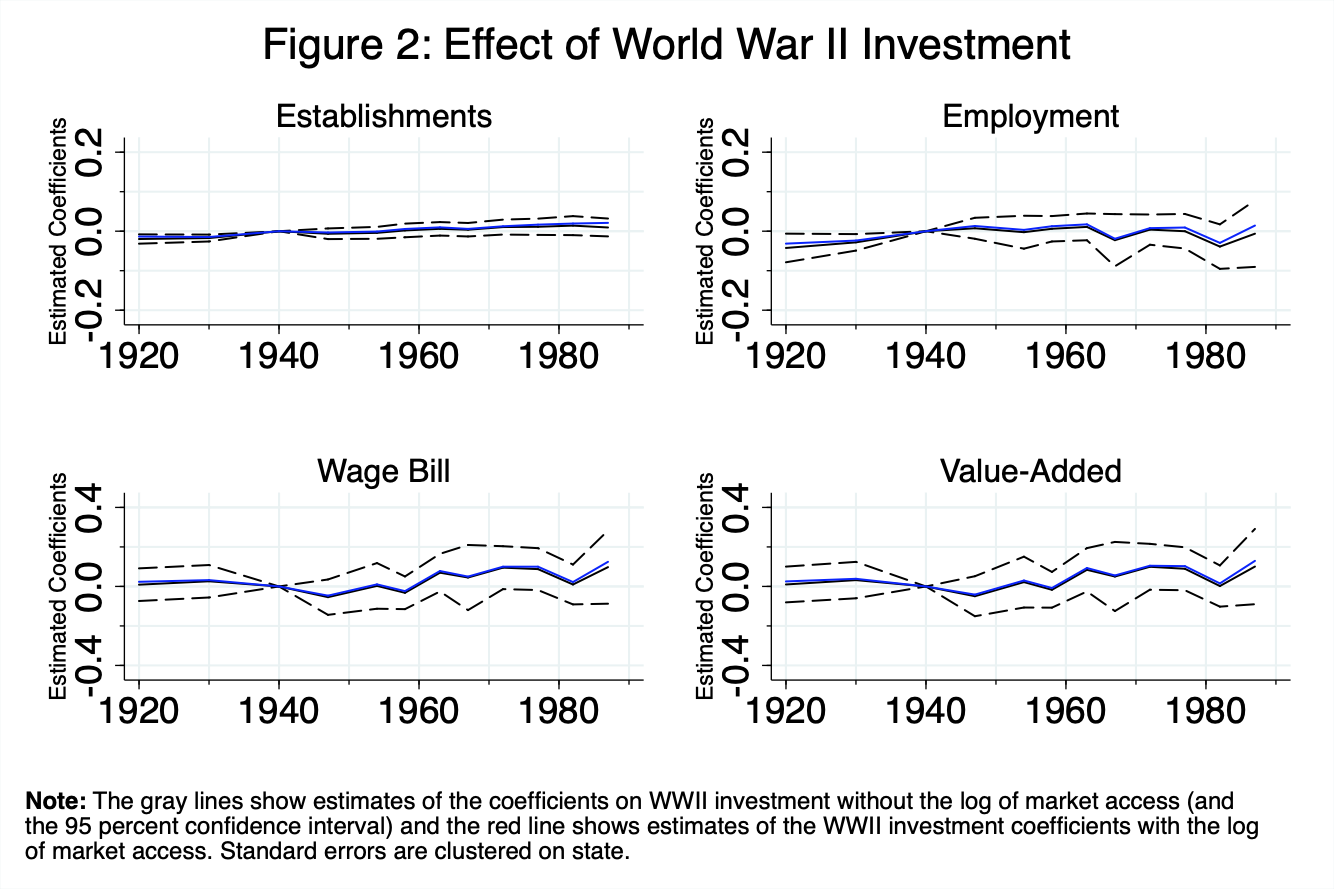 Figure 2: Effect of World War II Investment
Establishments
Estimated Coefficients
0.2
0.0
-0.2
1920 1940 1960 1980
Employment
Estimated Coefficients
0.2
0.0
-0.2
1920 1940 1960 1980
Wage Bill
Estimated Coefficients
0.4
0.0
-0.4
1920 1940 1960 1980
Value-Added
Estimated Coefficients
0.4
0.0
-0.4
1920 1940 1960 1980
Note: The gray lines show estimates of the coefficients on WWII investment without the log of market access (and
the 95 percent confidence interval) and the red line shows estimates of the WWII investment coefficients with the log
of market access. Standard errors are clustered on state.